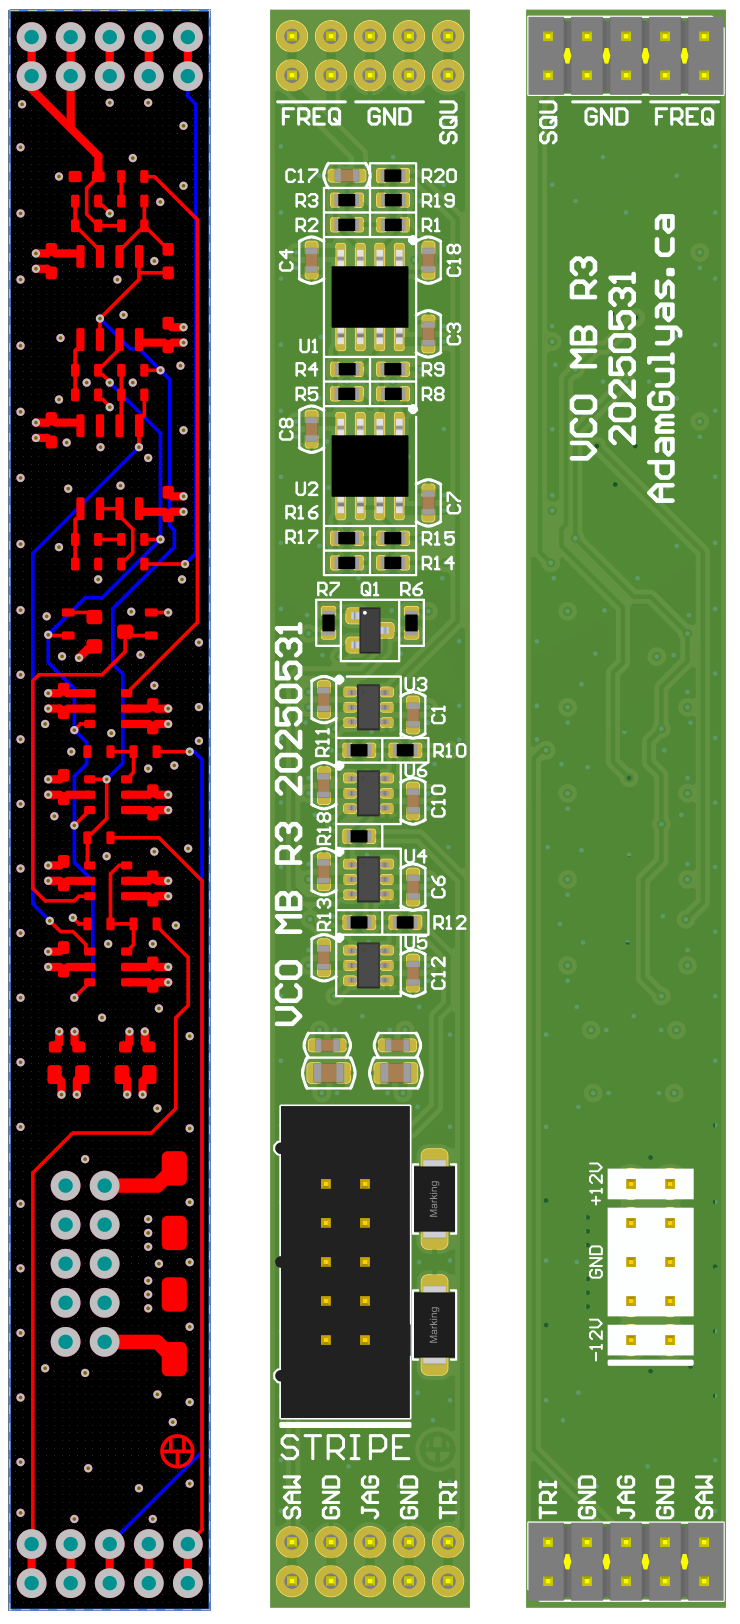 FREQ GND SQU
C17 R20
R3 R19
R2 R1
C4 C18
C3
U1
R4 R9
R5 R8
C8
U2 C7
R16
R17 R15
R14
R7 Q1 R6
VCO MB R3 20250531
U3
C1
R11 R10
U6
C10
R18
U4
C6
R13 R12
U5
C12
Marking
Marking
STRIPE
SAW GND JAG GND TRI
SQU GND FREQ
VCO MB R3
20250531
AdamGulyas.ca
+12V
GND
-12V
TRI GND JAG GND SAW